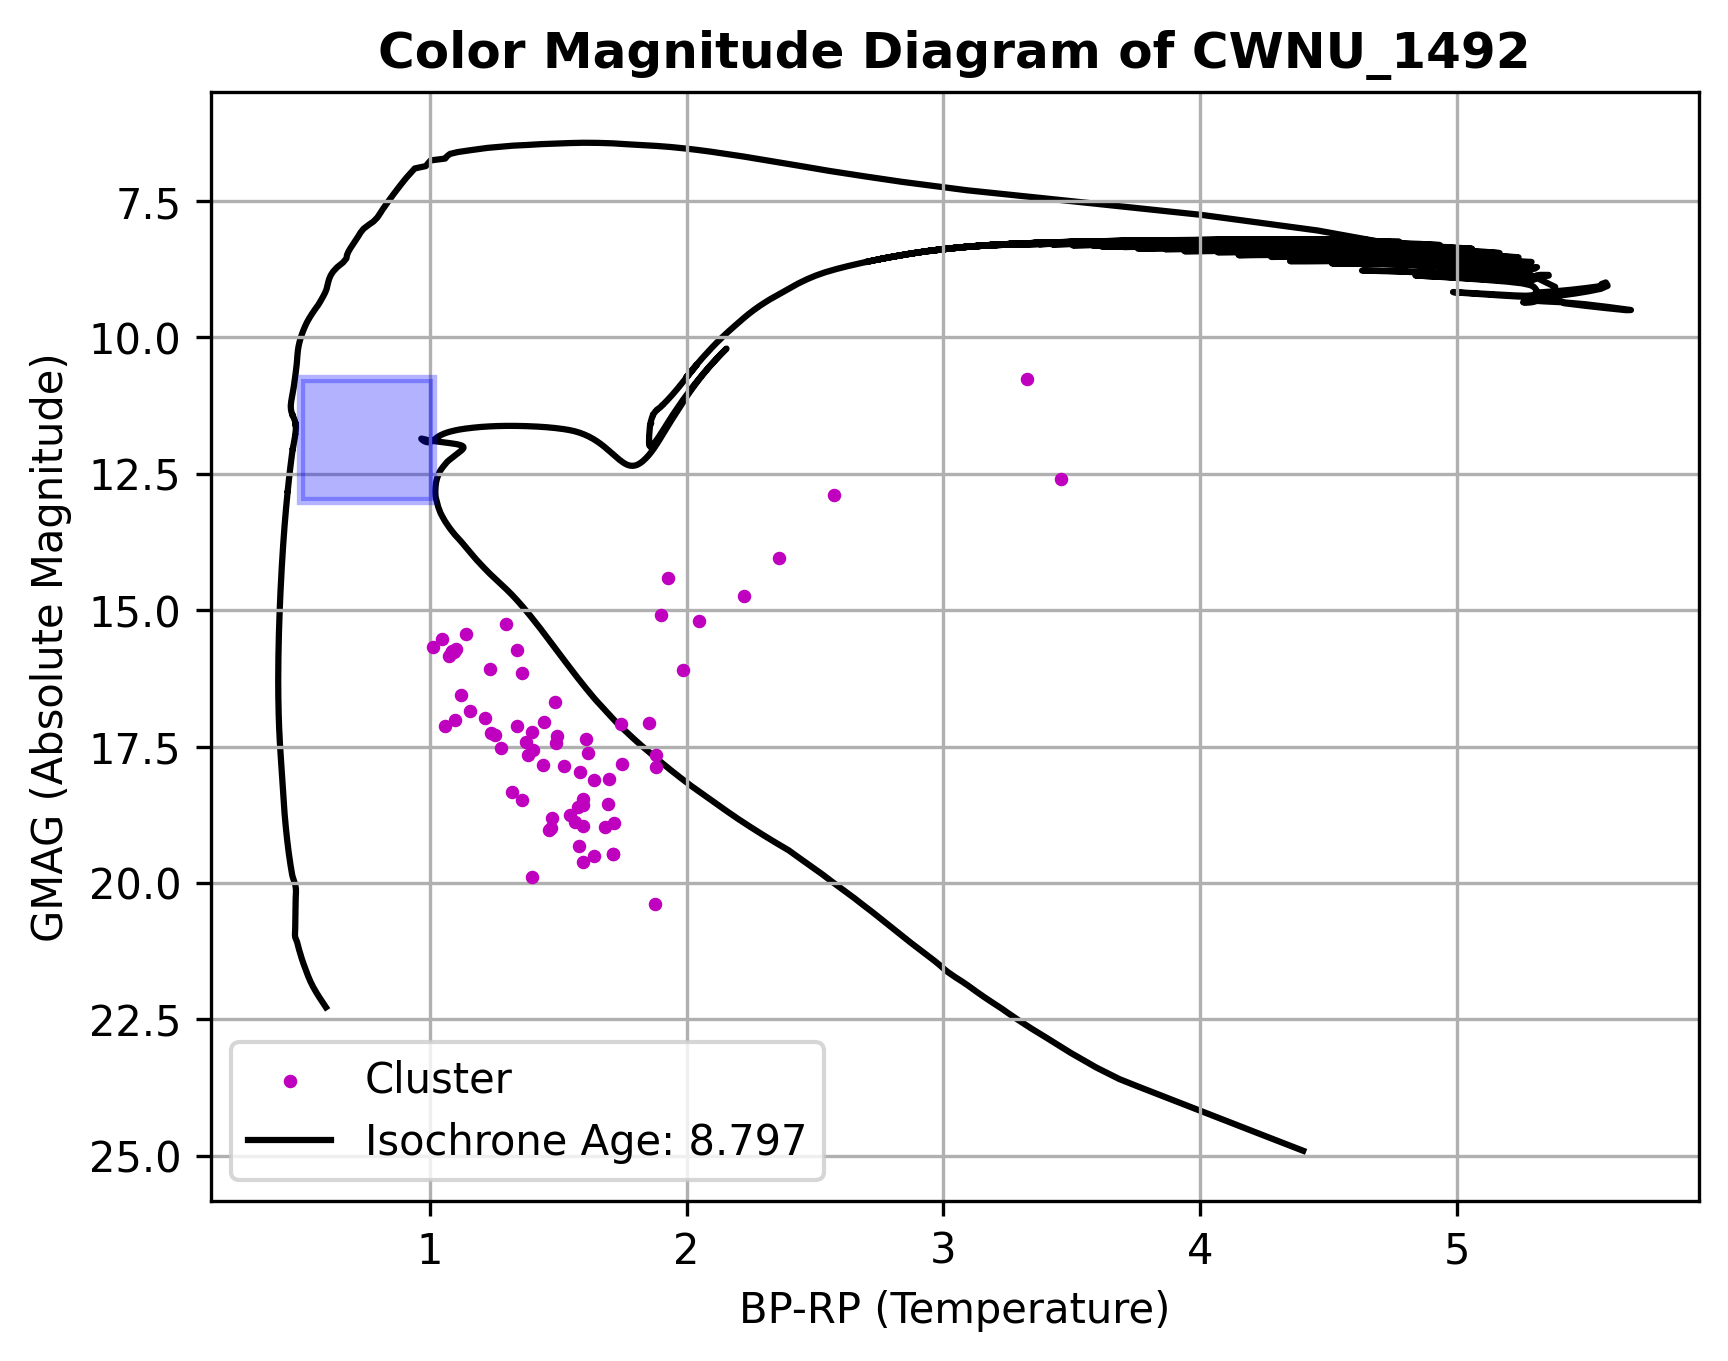 Color Magnitude Diagram of CWNU_1492
GMAG (Absolute Magnitude)
7.5
10.0
12.5
15.0
17.5
20.0
22.5
25.0
Cluster
Isochrone Age: 8.797
1 2 3 4 5
BP-RP (Temperature)